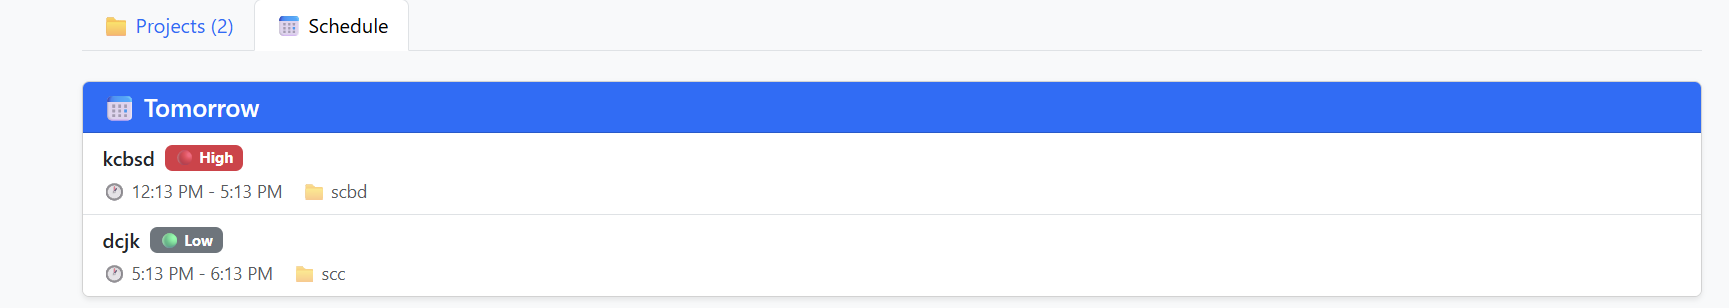 Projects (2) Schedule
Tomorrow
kcbsd High
12:13 PM - 5:13 PM scbd
dcjk Low
5:13 PM - 6:13 PM scc